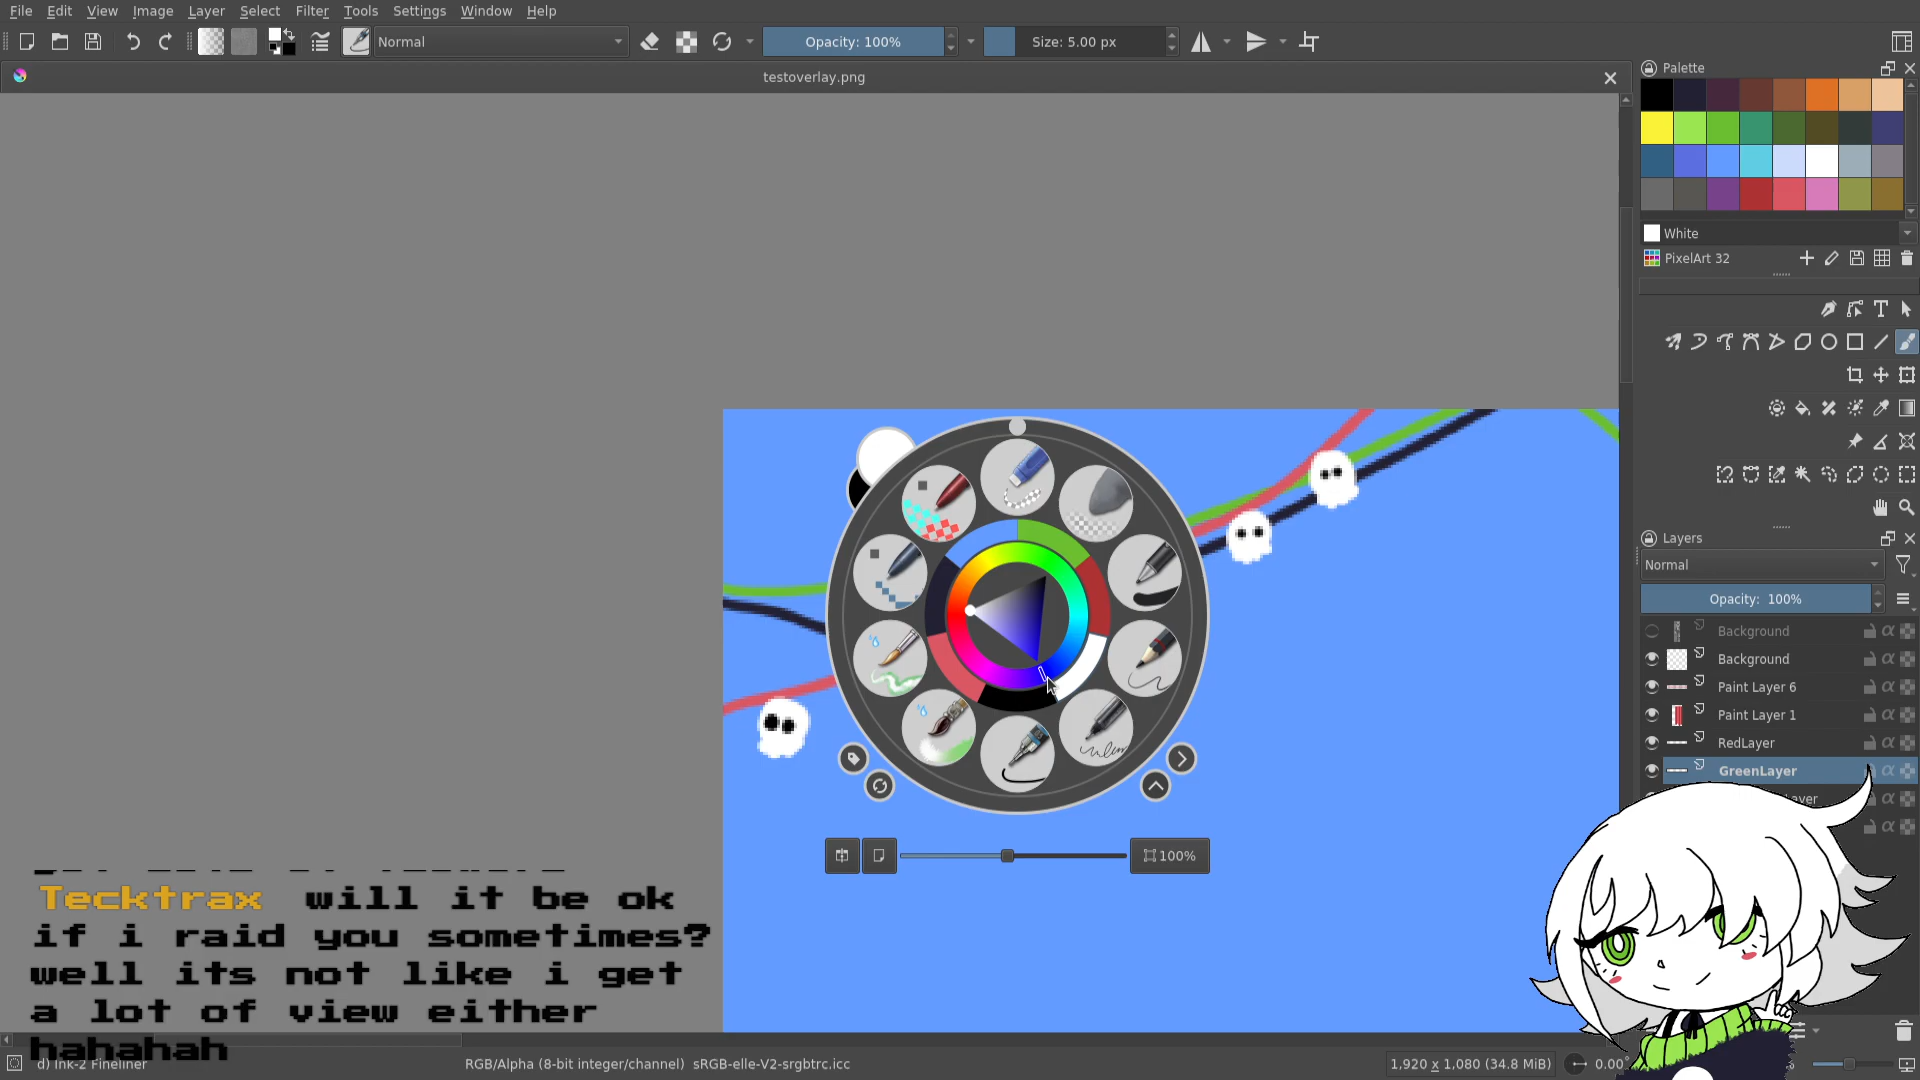 File Edit View Image Layer Select Filter Tools Settings Window Help
Normal
Opacity: 100%
Size: 5.00 px
testoverlay.png
Palette
White
PixelArt 32
Layers
Normal
Opacity: 100%
Background
Background
Paint Layer 6
Paint Layer 1
RedLayer
GreenLayer
100%
Tecktrax will it be ok
if i raid you sometimes?
well its not like i get
a lot of view either
hahahah
d) Ink-2 Fineliner
RGB/Alpha (8-bit integer/channel) sRGB-elle-V2-srgbtrc.icc
1,920 x 1,080 (34.8 MiB)
0.00